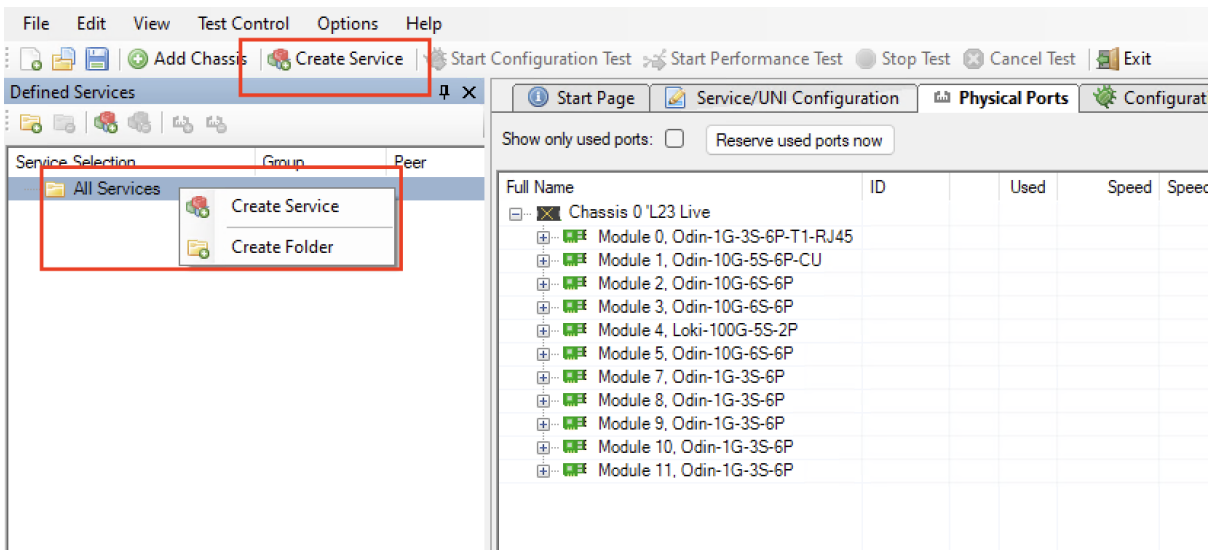 File Edit View Test Control Options Help
Add Chassis Create Service Start Configuration Test Start Performance Test Stop Test Cancel Test Exit
Defined Services
Start Page Service/UNI Configuration Physical Ports Configurat
Show only used ports: Reserve used ports now
Service Selection Group Peer
All Services
Create Service
Create Folder
Full Name ID Used Speed Speed
Chassis 0 'L23 Live
Module 0, Odin-1G-3S-6P-T1-RJ45
Module 1, Odin-10G-5S-6P-CU
Module 2, Odin-10G-6S-6P
Module 3, Odin-10G-6S-6P
Module 4, Loki-100G-5S-2P
Module 5, Odin-10G-6S-6P
Module 7, Odin-1G-3S-6P
Module 8, Odin-1G-3S-6P
Module 9, Odin-1G-3S-6P
Module 10, Odin-1G-3S-6P
Module 11, Odin-1G-3S-6P